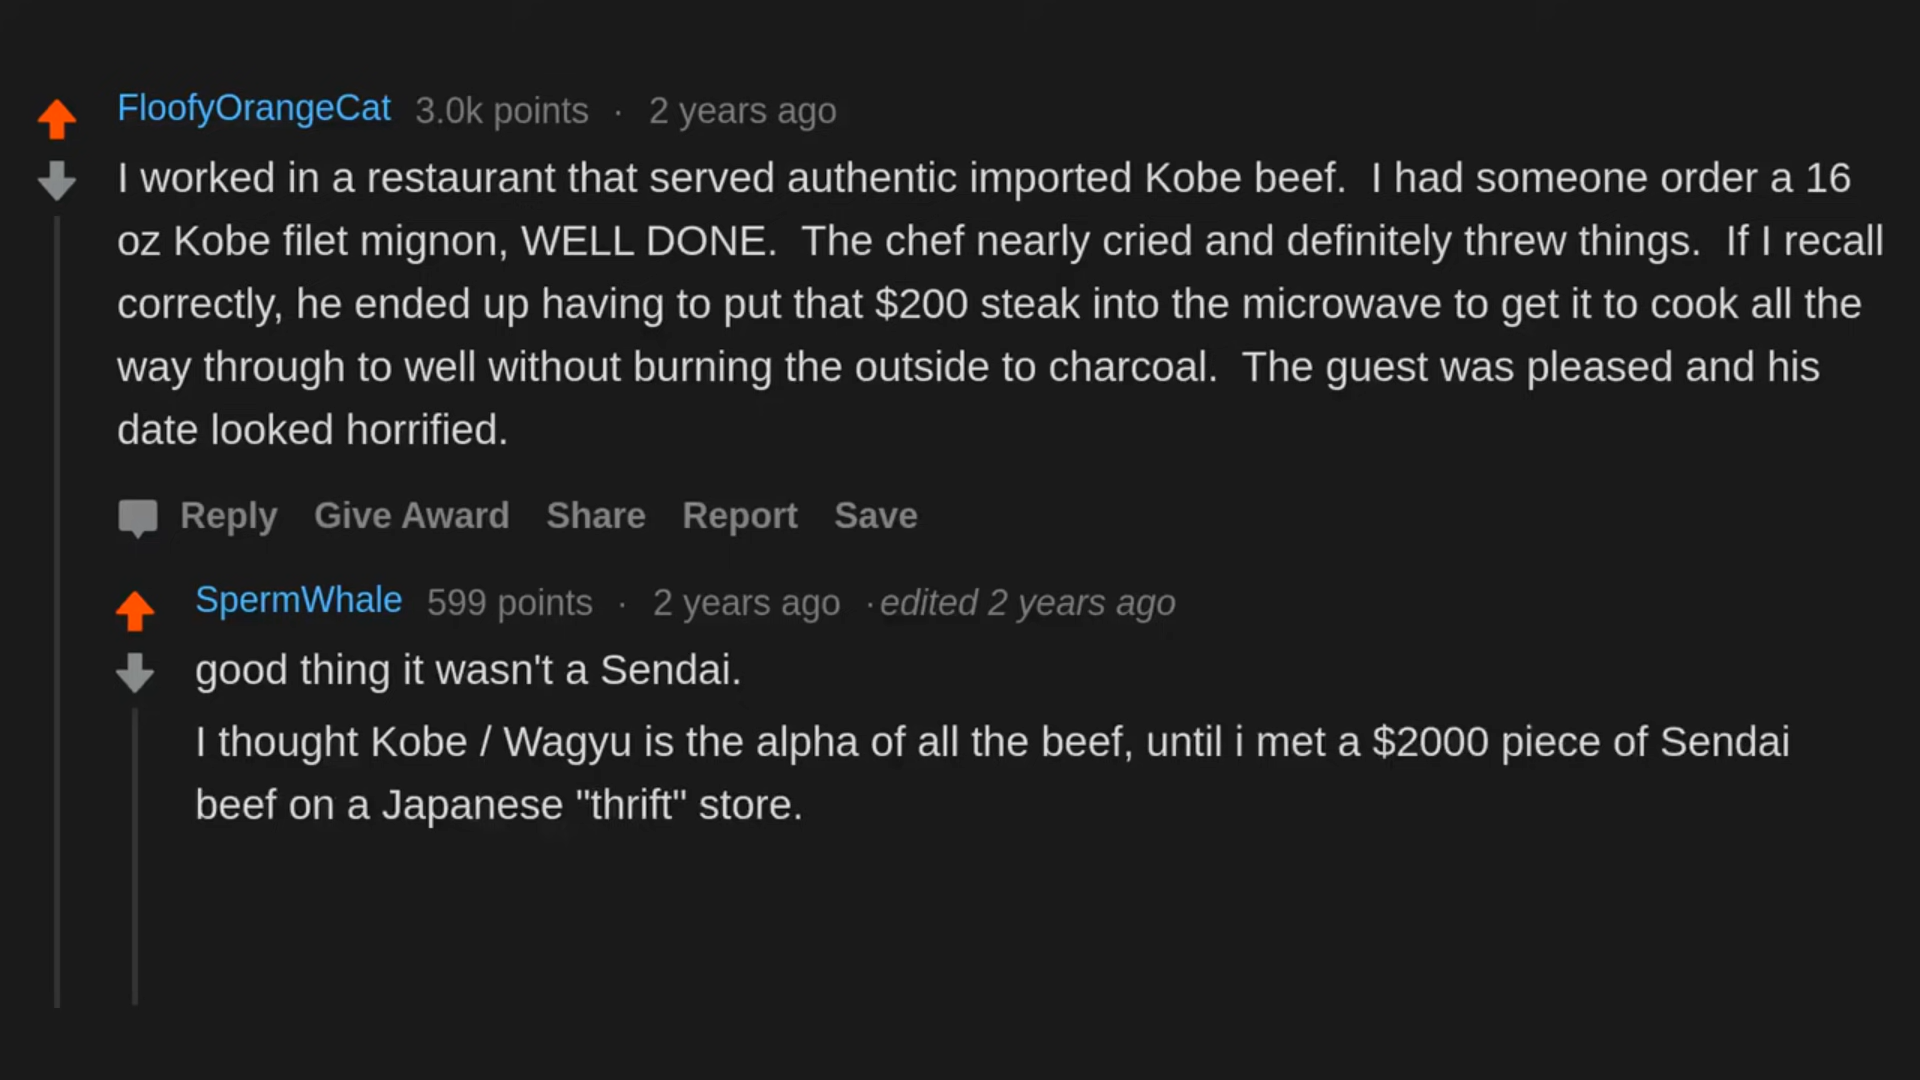 FloofyOrangeCat 3.0k points · 2 years ago
I worked in a restaurant that served authentic imported Kobe beef.  I had someone order a 16
oz Kobe filet mignon, WELL DONE.  The chef nearly cried and definitely threw things.  If I recall
correctly, he ended up having to put that $200 steak into the microwave to get it to cook all the
way through to well without burning the outside to charcoal.  The guest was pleased and his
date looked horrified.
Reply Give Award Share Report Save
SpermWhale 599 points · 2 years ago ·edited 2 years ago
good thing it wasn't a Sendai.
I thought Kobe / Wagyu is the alpha of all the beef, until i met a $2000 piece of Sendai
beef on a Japanese "thrift" store.